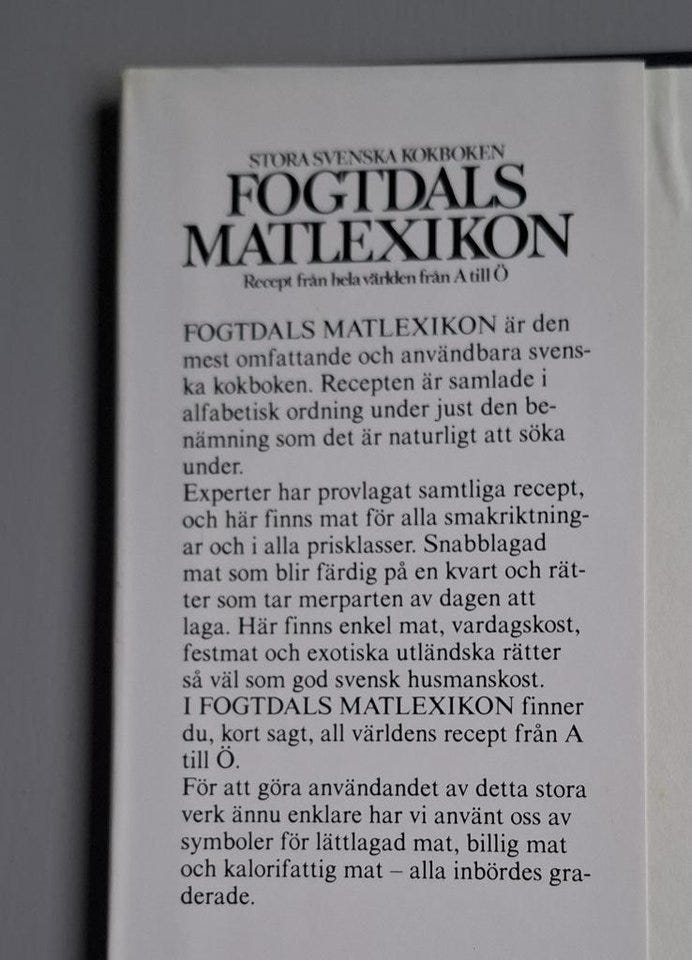 STORA SVENSKA KOKBOKEN
FOGTDALS
MATLEXIKON
Recept från hela världen från A till Ö
FOGTDALS MATLEXIKON är den
mest omfattande och användbara svens-
ka kokboken. Recepten är samlade i
alfabetisk ordning under just den be-
nämning som det är naturligt att söka
under.
Experter har provlagat samtliga recept,
och här finns mat för alla smakriktning-
ar och i alla prisklasser. Snabblagad
mat som blir färdig på en kvart och rät-
ter som tar merparten av dagen att
laga. Här finns enkel mat, vardagskost,
festmat och exotiska utländska rätter
så väl som god svensk husmanskost.
I FOGTDALS MATLEXIKON finner
du, kort sagt, all världens recept från A
till Ö.
För att göra användandet av detta stora
verk ännu enklare har vi använt oss av
symboler för lättlagad mat, billig mat
och kalorifattig mat – alla inbördes gra-
derade.